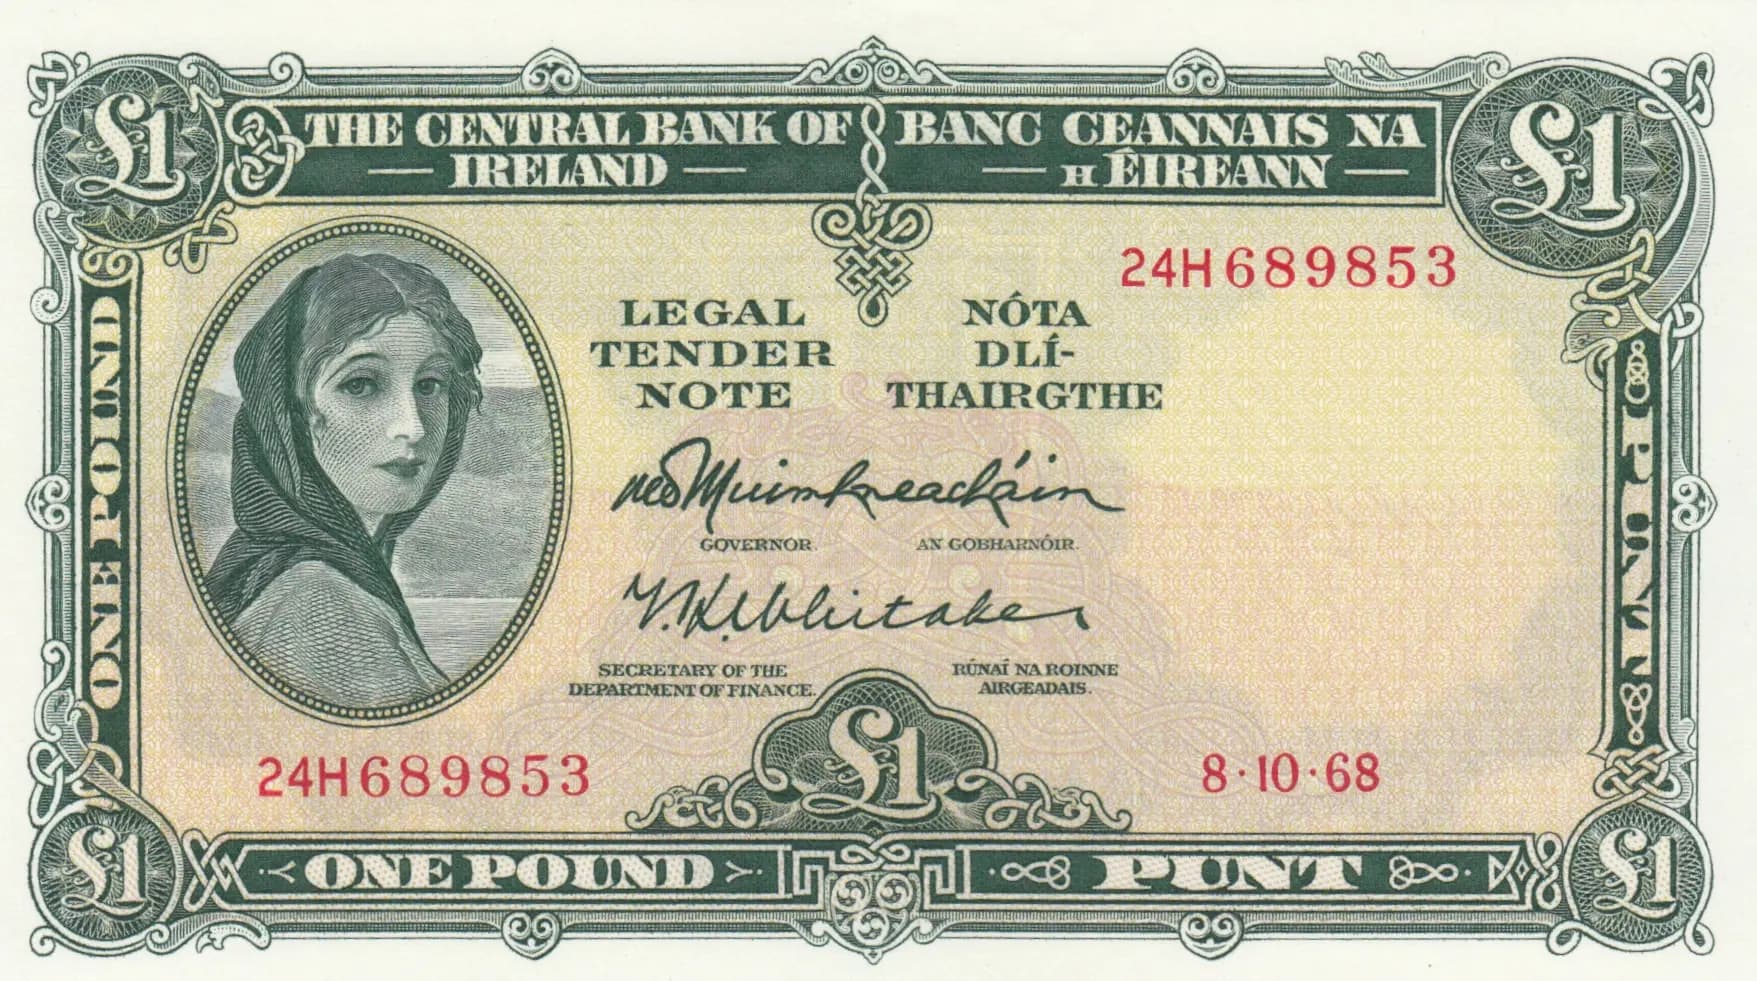 £1
THE CENTRAL BANK OF
IRELAND
BANC CEANNAIS NA
H ÉIREANN
£1
24H689853
LEGAL
TENDER
NOTE
NÓTA
DLÍ-
THAIRGTHE
ONE POUND
PUNT
GOVERNOR.
AN GOBHARNÓIR.
T.K.Whitaker
SECRETARY OF THE
DEPARTMENT OF FINANCE.
RÚNAÍ NA ROINNE
AIRGEADAIS.
24H689853
£1
8·10·68
£1
ONE POUND
PUNT
£1